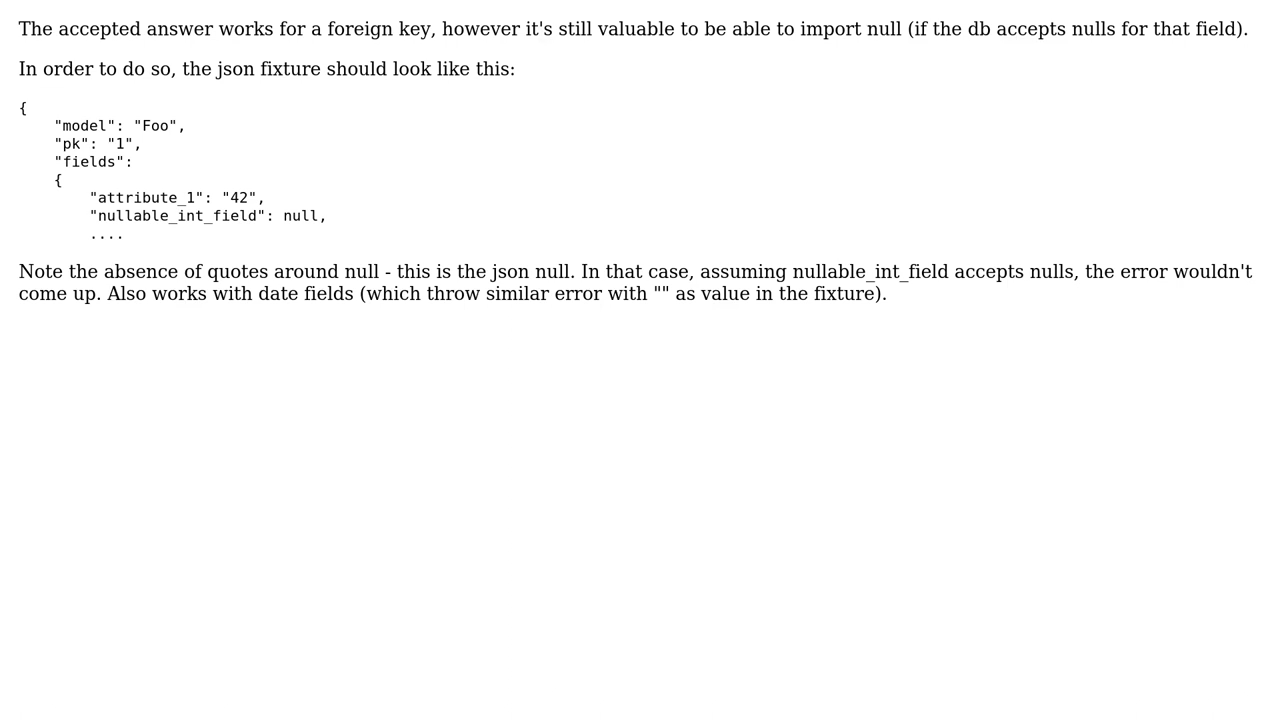 The accepted answer works for a foreign key, however it's still valuable to be able to import null (if the db accepts nulls for that field).
In order to do so, the json fixture should look like this:
{
    "model": "Foo",
    "pk": "1",
    "fields":
    {
        "attribute_1": "42",
        "nullable_int_field": null,
        ....
Note the absence of quotes around null - this is the json null. In that case, assuming nullable_int_field accepts nulls, the error wouldn't
come up. Also works with date fields (which throw similar error with "" as value in the fixture).